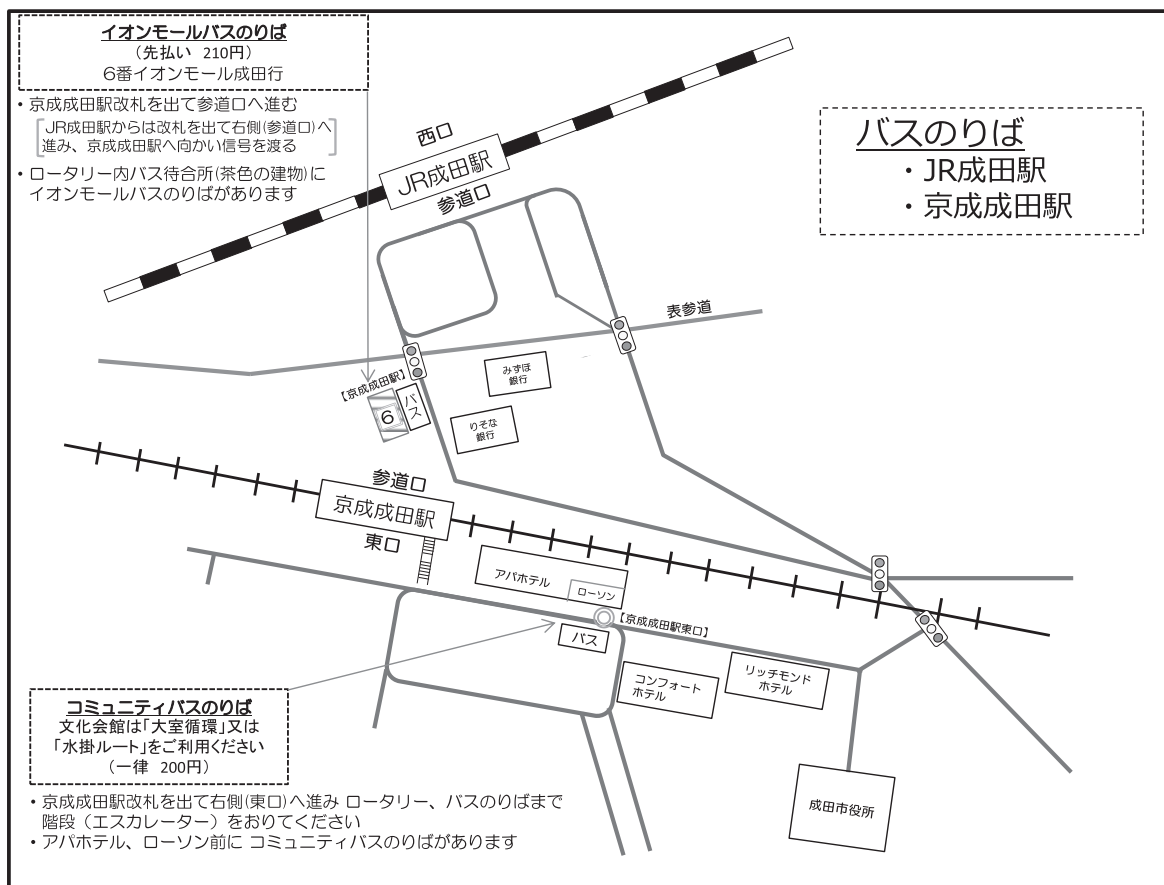 イオンモールバスのりば
（先払い 210円）
6番イオンモール成田行
・京成成田駅改札を出て参道口へ進む
JR成田駅からは改札を出て右側(参道口)へ
進み、京成成田駅へ向かい信号を渡る
・ロータリー内バス待合所(茶色の建物)に
イオンモールバスのりばがあります
バスのりば
・JR成田駅
・京成成田駅
西口
JR成田駅
参道口
表参道
みずほ
銀行
【京成成田駅】
バス
6
りそな
銀行
参道口
京成成田駅
東口
アパホテル
ローソン
【京成成田駅東口】
バス
コンフォート
ホテル
リッチモンド
ホテル
成田市役所
コミュニティバスのりば
文化会館は「大室循環」又は
「水掛ルート」をご利用ください
（一律 200円）
・京成成田駅改札を出て右側(東口)へ進み ロータリー、バスのりばまで
階段（エスカレーター）をおりてください
・アパホテル、ローソン前に コミュニティバスのりばがあります